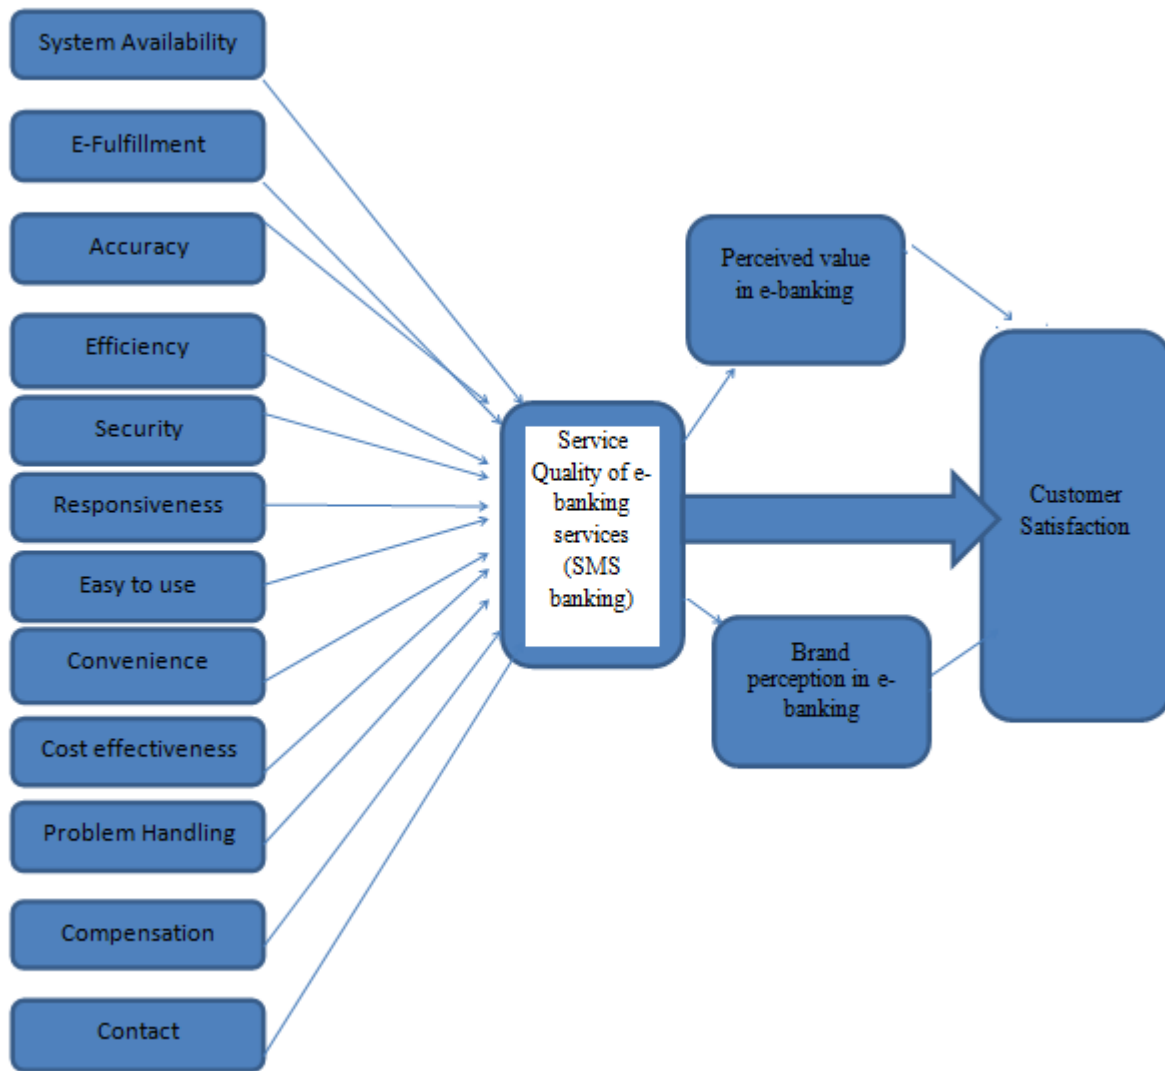 System Availability
E-Fulfillment
Accuracy
Efficiency
Security
Responsiveness
Easy to use
Convenience
Cost effectiveness
Problem Handling
Compensation
Contact
Service
Quality of e-
banking
services
(SMS
banking)
Perceived value
in e-banking
Brand
perception in e-
banking
Customer
Satisfaction